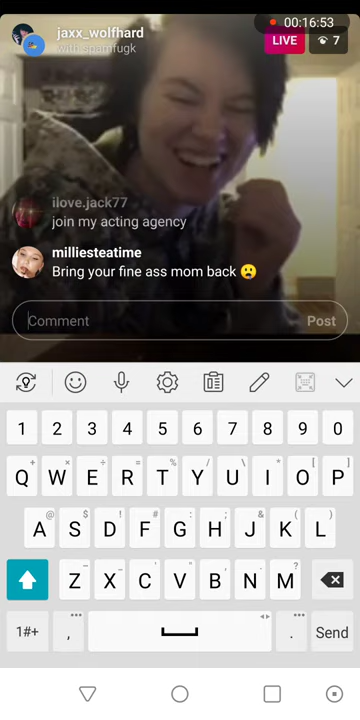 00:16:53
jaxx_wolfhard
with spamfugk
LIVE
7
ilove.jack77
join my acting agency
milliesteatime
Bring your fine ass mom back 😮
Comment
Post
1 2 3 4 5 6 7 8 9 0
+ × ÷ = % / \ * [ ]
Q W E R T Y U I O P
@ $ ! # : ; & ( )
A S D F G H J K L
- _ ?
Z X C V B N M
1#+ , . Send